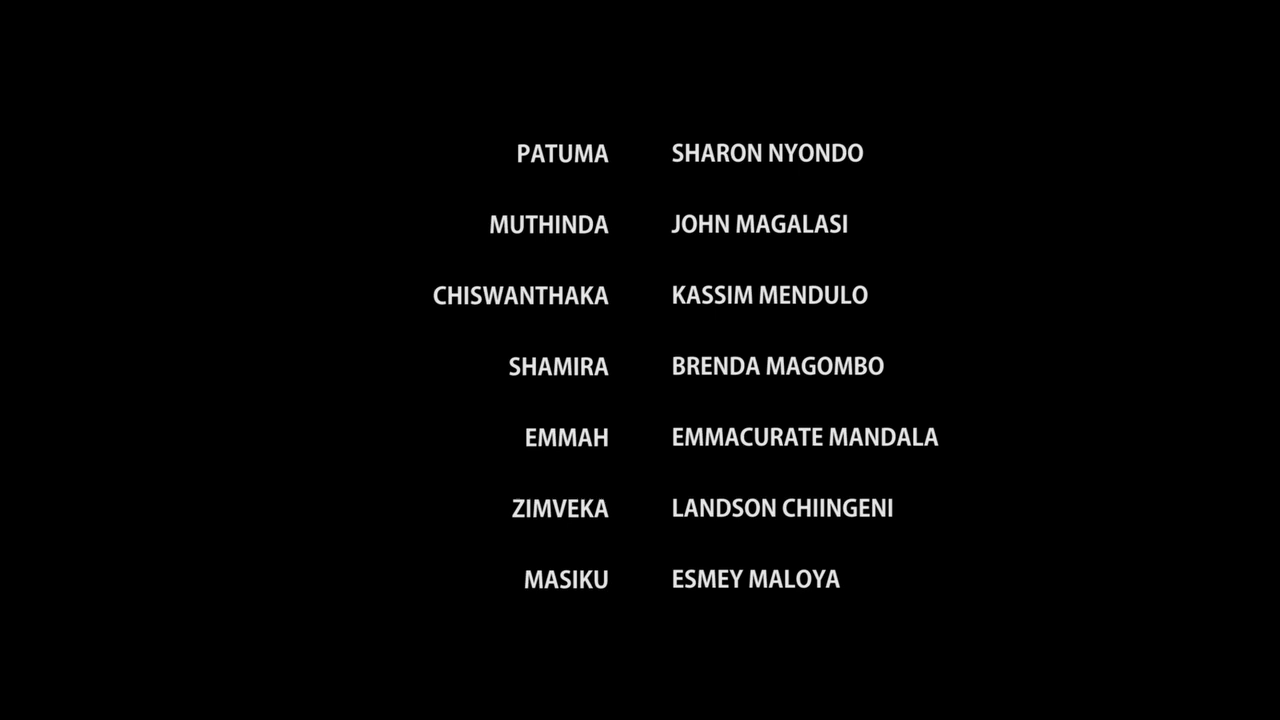 PATUMA SHARON NYONDO
MUTHINDA JOHN MAGALASI
CHISWANTHAKA KASSIM MENDULO
SHAMIRA BRENDA MAGOMBO
EMMAH EMMACURATE MANDALA
ZIMVEKA LANDSON CHIINGENI
MASIKU ESMEY MALOYA